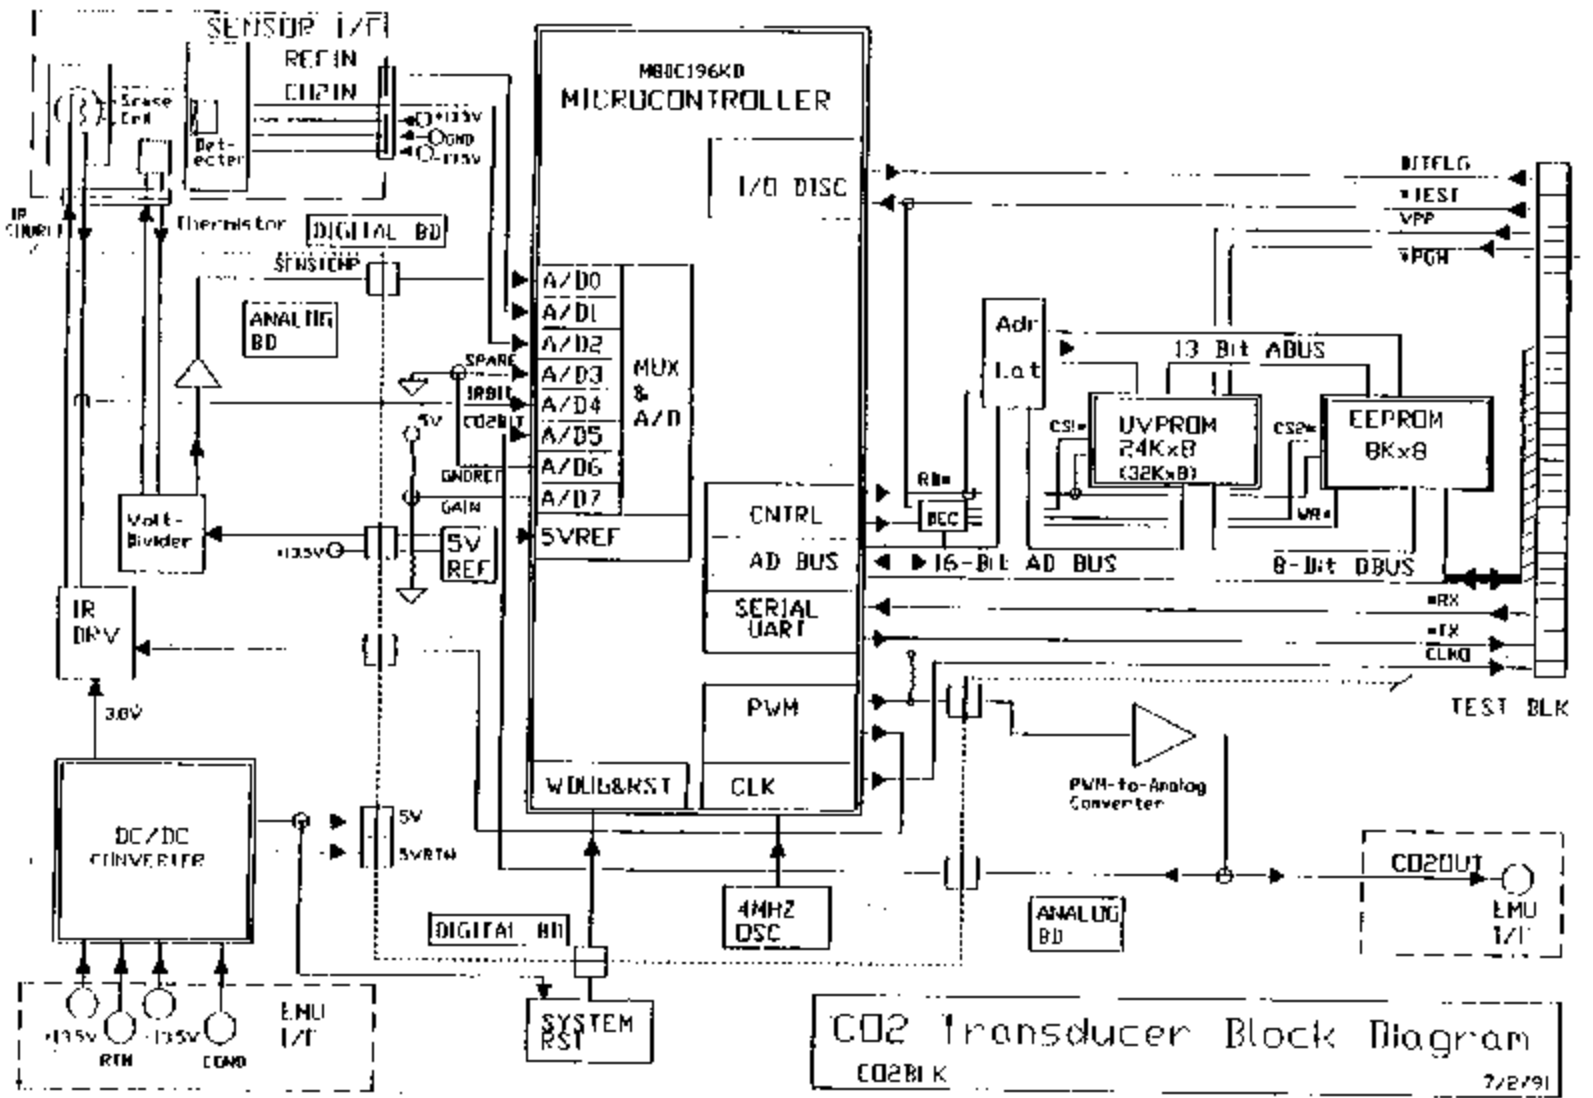 SENSOR I/F
REF IN
CO2 IN
+13.5V
GND
-13.5V
Det-
ector
Thermistor
IR
DIGITAL BD
SENSTEMP
ANALOG
BD
M80C196KD
MICROCONTROLLER
I/O DISC
A/D0
A/D1
A/D2
A/D3
A/D4
A/D5
A/D6
A/D7
5VREF
MUX
&
A/D
SPARE
IRBIT
CO2BIT
5V
GNDREF
GAIN
+13.5V
5V
REF
Volt-
Divider
IR
DRV
3.8V
DC/DC
CONVERTER
5V
5VRTN
CNTRL
AD BUS
SERIAL
UART
PWM
CLK
WDOG&RST
BITFLG
*TEST
VPP
*PGM
Adr
Lat
13 Bit ABUS
CS1*
UVPROM
24Kx8
(32Kx8)
CS2*
EEPROM
8Kx8
RD*
DEC
WR*
16-Bit AD BUS
8-Bit DBUS
*RX
*TX
CLKO
TEST BLK
PWM-to-Analog
Converter
CO2OUT
EMU
I/F
ANALOG
BD
4MHZ
OSC
DIGITAL BD
SYSTEM
RST
+13.5V
RTN
-13.5V
CGND
EMU
I/F
CO2 Transducer Block Diagram
CO2BLK
7/2/91